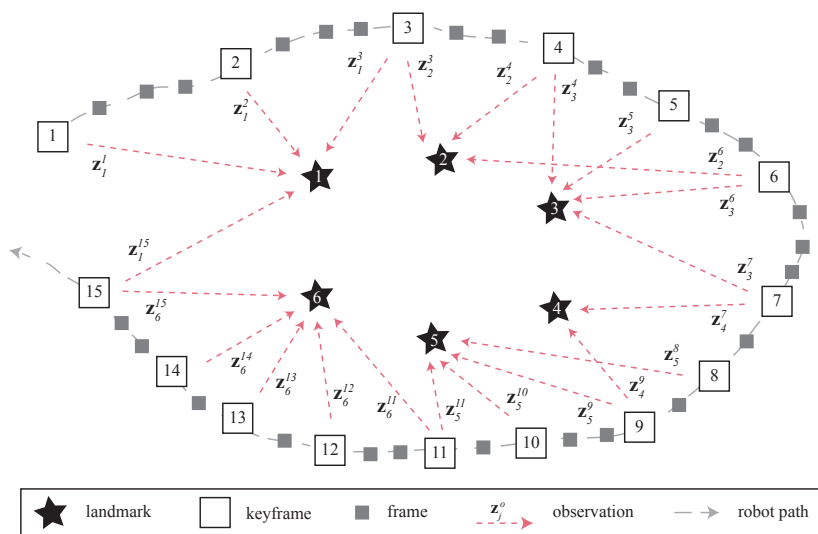 3
4
2
z_1^3
z_2^3
z_2^4
z_3^4
5
z_1^2
z_3^5
1
z_1^1
z_2^6
2
1
6
z_3^6
3
z_1^15
z_3^7
15
6
4
7
z_6^15
z_4^7
5
z_5^8
z_6^14
14
8
z_6^13
z_6^12
z_6^11
z_5^11
z_5^10
z_5^9
z_4^9
13
12
11
10
9
landmark
keyframe
frame
z_j^o
observation
robot path